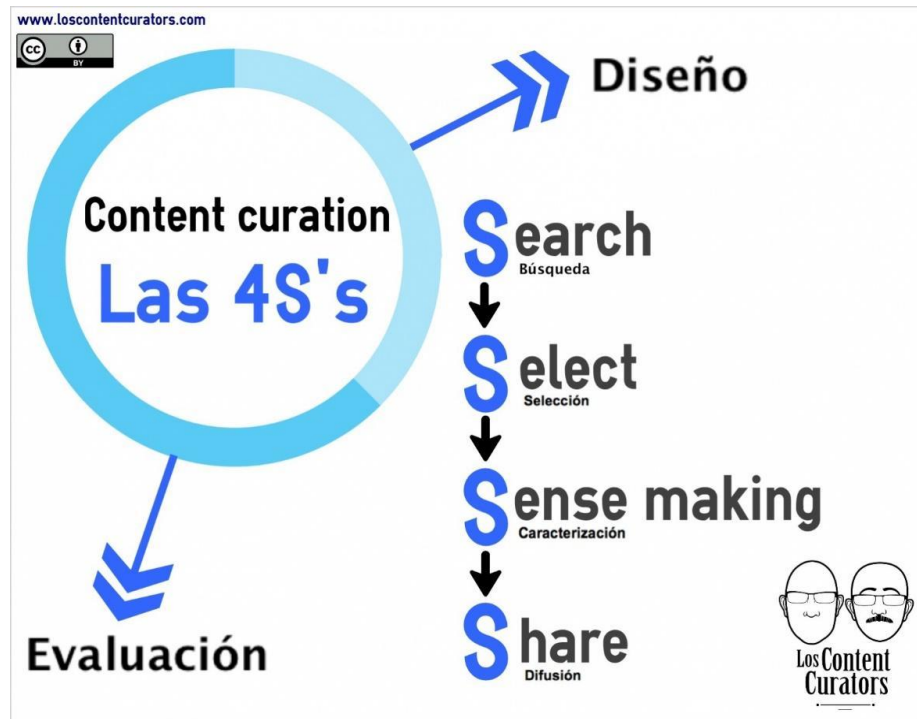 www.loscontentcurators.com
cc
BY
Diseño
Content curation
Las 4S's
Search
Búsqueda
Select
Selección
Sense making
Caracterización
Share
Difusión
Evaluación
Los Content
Curators